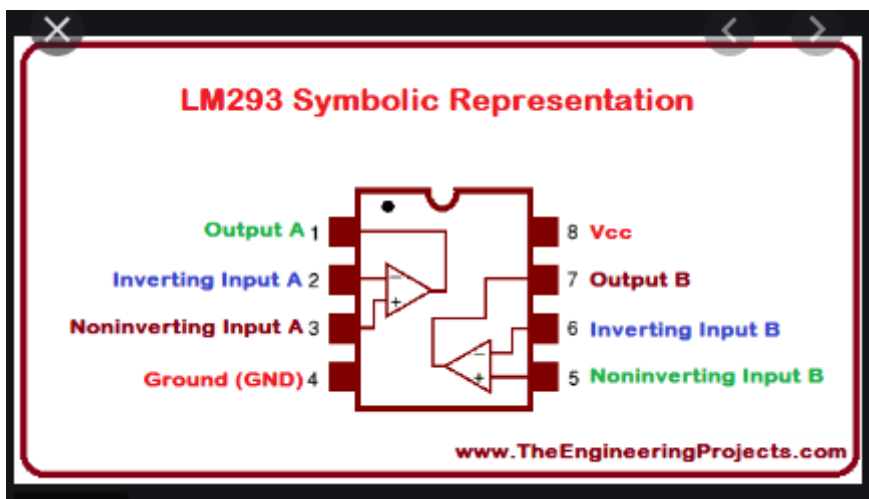 LM293 Symbolic Representation
Output A 1
8 Vcc
Inverting Input A 2
7 Output B
Noninverting Input A 3
6 Inverting Input B
Ground (GND) 4
5 Noninverting Input B
−
+
−
+
www.TheEngineeringProjects.com